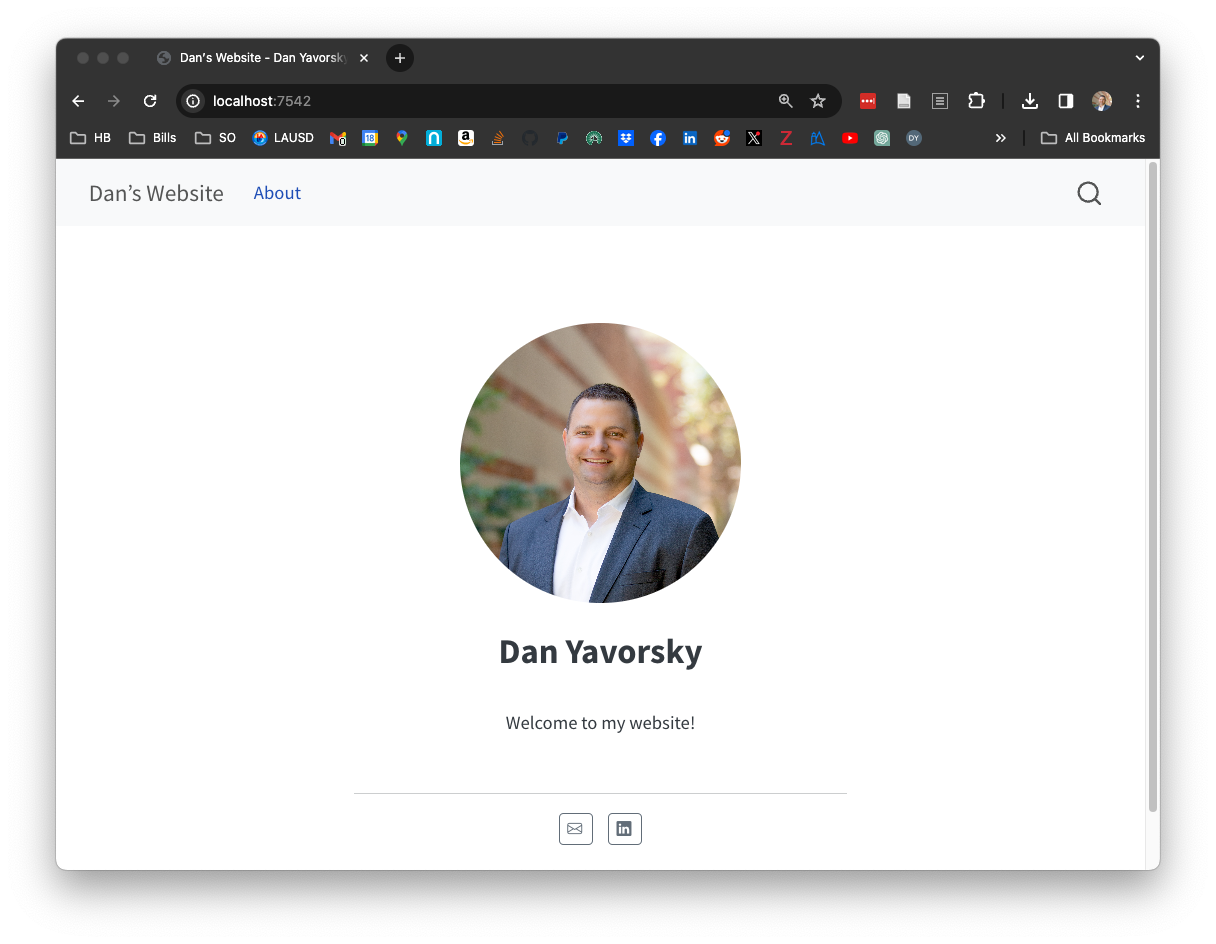 Dan's Website - Dan Yavorsky
localhost:7542
HB Bills SO LAUSD All Bookmarks
Dan’s Website About
Dan Yavorsky
Welcome to my website!